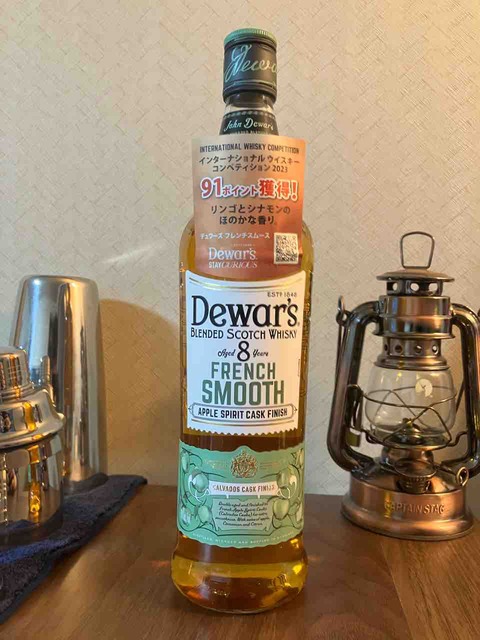 Dewar's
John Dewar
INTERNATIONAL WHISKY COMPETITION
インターナショナル ウイスキー
コンペティション 2023
91ポイント獲得!
リンゴとシナモンの
ほのかな香り
デュワーズ フレンチスムース
Dewar's
STAY CURIOUS
ESTD 1846
Dewar's
BLENDED SCOTCH WHISKY
Aged 8 Years
FRENCH
SMOOTH
APPLE SPIRIT CASK FINISH
CALVADOS CASK FINISH
CAPTAIN STAG